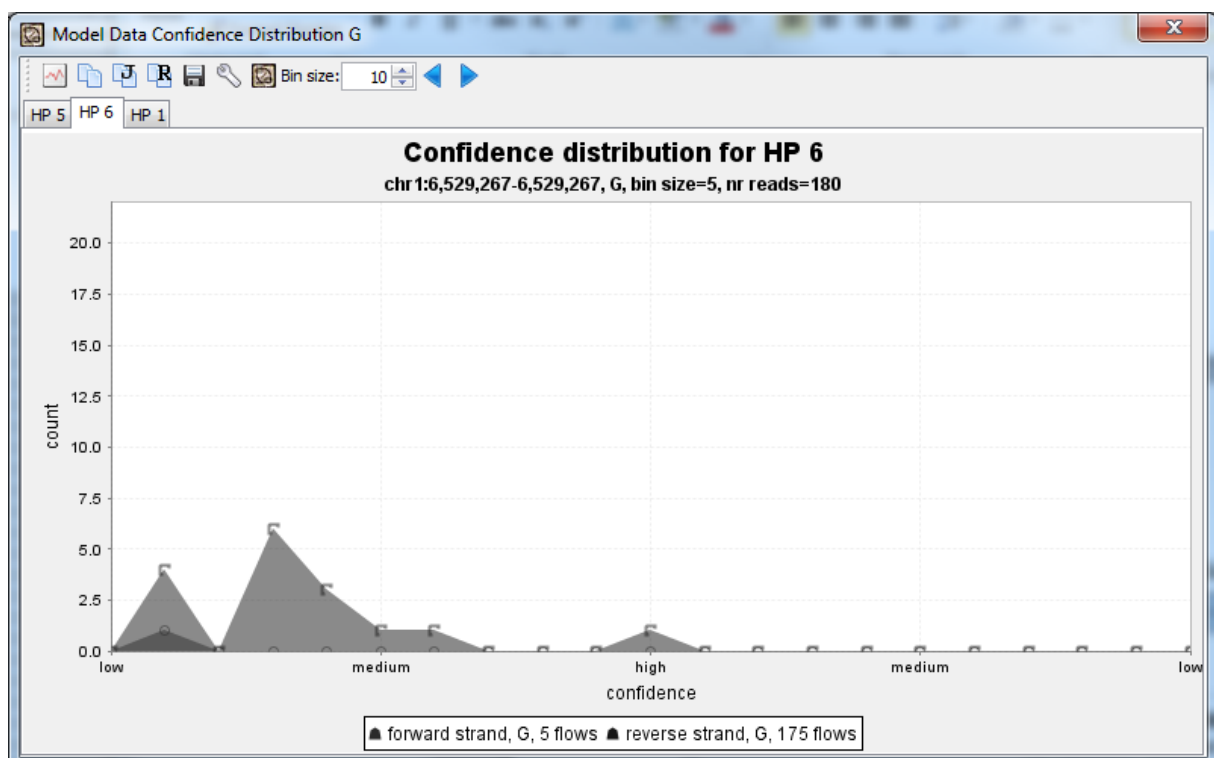 Model Data Confidence Distribution G
Bin size: 10
HP 5 HP 6 HP 1
Confidence distribution for HP 6
chr1:6,529,267-6,529,267, G, bin size=5, nr reads=180
20.0
17.5
15.0
12.5
10.0
7.5
5.0
2.5
0.0
count
low medium high medium low
confidence
forward strand, G, 5 flows reverse strand, G, 175 flows